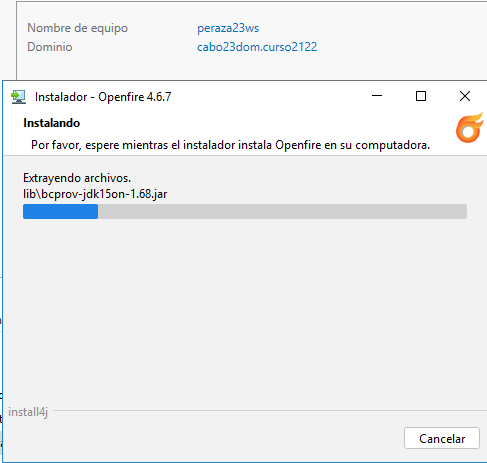 Nombre de equipo peraza23ws
Dominio cabo23dom.curso2122
Instalador - Openfire 4.6.7
Instalando
Por favor, espere mientras el instalador instala Openfire en su computadora.
Extrayendo archivos.
lib\bcprov-jdk15on-1.68.jar
install4j
Cancelar